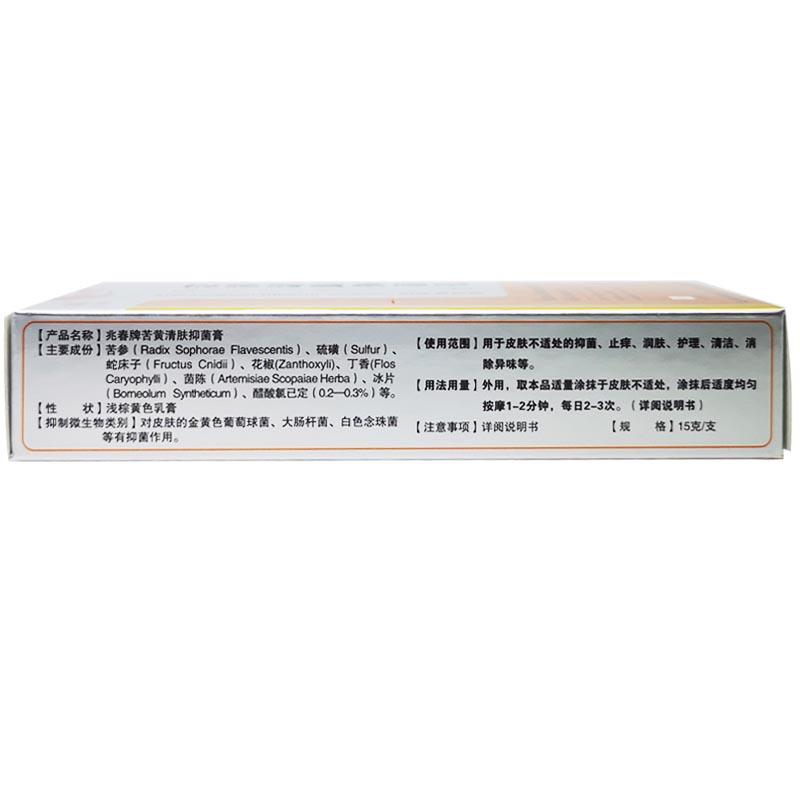 【产品名称】兆春牌苦黄清肤抑菌膏
【主要成份】苦参（Radix Sophorae Flavescentis）、硫磺（Sulfur）、
蛇床子（Fructus Cnidii）、花椒(Zanthoxyli)、丁香(Flos
Caryophylli）、茵陈（Artemisiae Scopaiae Herba）、冰片
（Borneolum Syntheticum）、醋酸氯已定（0.2—0.3%）等。
【性　　状】浅棕黄色乳膏
【抑制微生物类别】对皮肤的金黄色葡萄球菌、大肠杆菌、白色念珠菌
等有抑菌作用。
【使用范围】用于皮肤不适处的抑菌、止痒、润肤、护理、清洁、消
除异味等。
【用法用量】外用，取本品适量涂抹于皮肤不适处，涂抹后适度均匀
按摩1-2分钟，每日2-3次。（详阅说明书）
【注意事项】详阅说明书　　【规　　格】15克/支